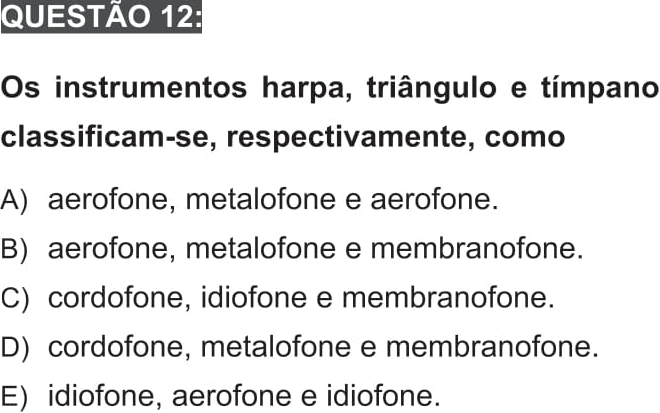 QUESTÃO 12:
Os instrumentos harpa, triângulo e tímpano
classificam-se, respectivamente, como
A) aerofone, metalofone e aerofone.
B) aerofone, metalofone e membranofone.
C) cordofone, idiofone e membranofone.
D) cordofone, metalofone e membranofone.
E) idiofone, aerofone e idiofone.